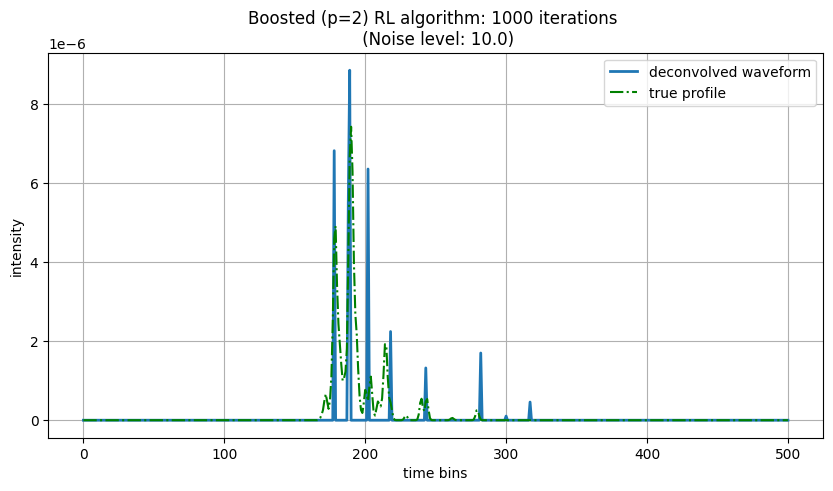 Boosted (p=2) RL algorithm: 1000 iterations
(Noise level: 10.0)
1e−6
deconvolved waveform
true profile
8
6
4
2
0
intensity
0 100 200 300 400 500
time bins